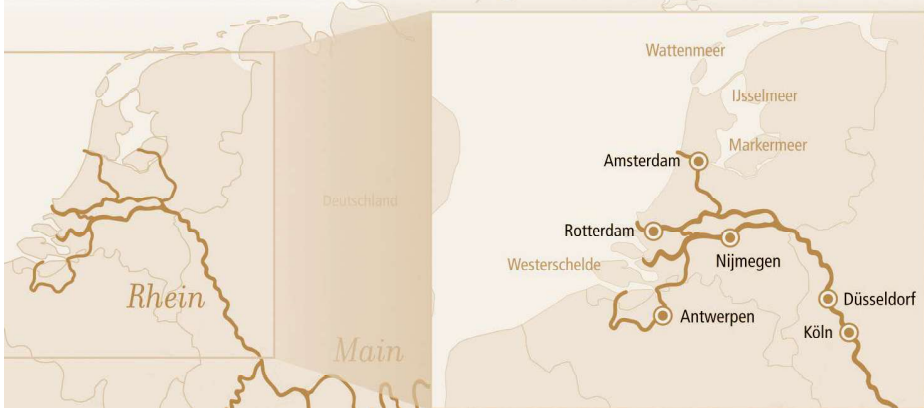 Wattenmeer
IJsselmeer
Markermeer
Amsterdam
Deutschland
Rotterdam
Nijmegen
Westerschelde
Rhein
Düsseldorf
Antwerpen
Köln
Main